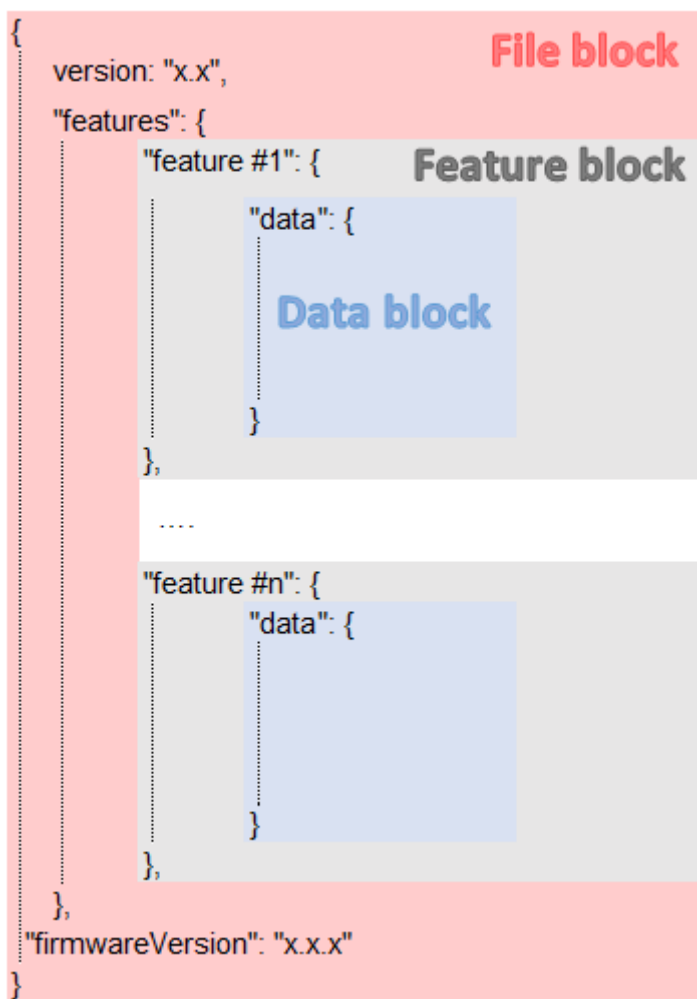 {
File block
version: "x.x",
"features": {
"feature #1": {
Feature block
"data": {
Data block
}
},
....
"feature #n": {
"data": {
}
},
},
"firmwareVersion": "x.x.x"
}